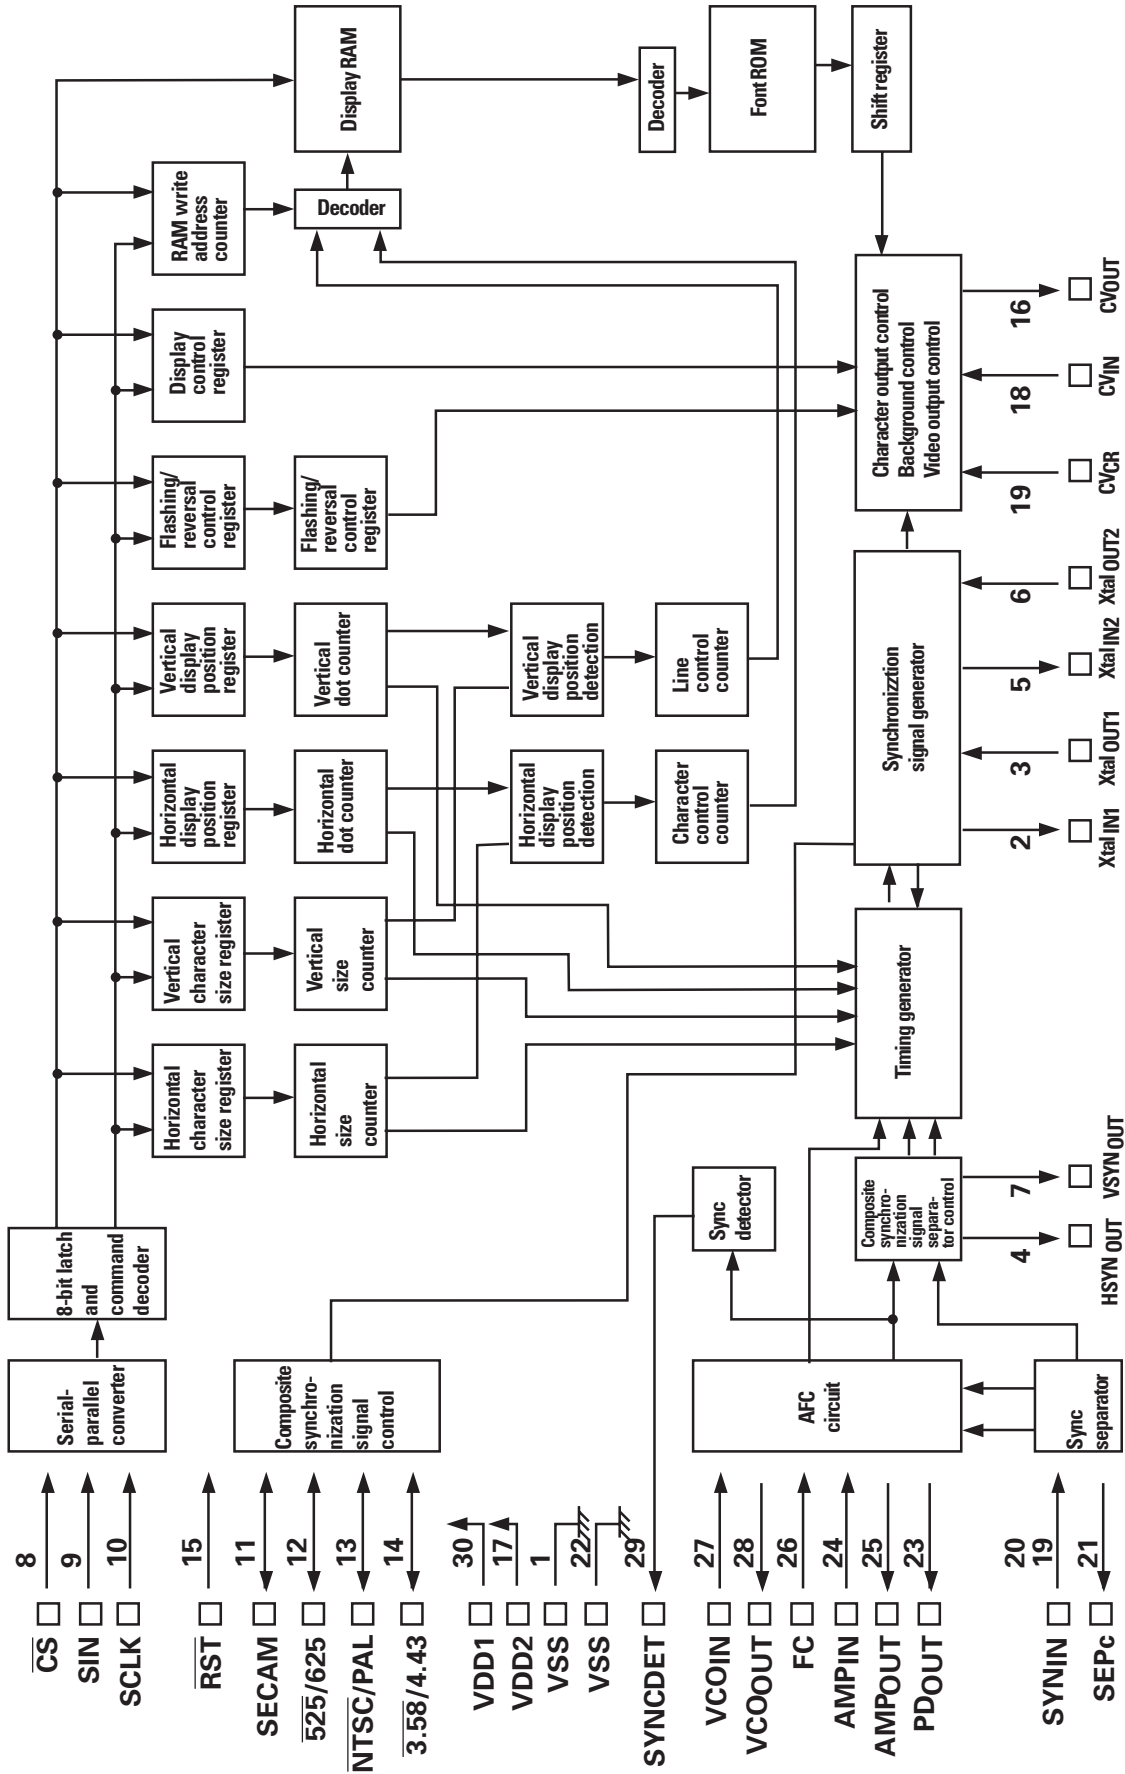 8
CS
9
SIN
10
SCLK
15
RST
11
SECAM
12
525/625
13
NTSC/PAL
14
3.58/4.43
30
VDD1
17
VDD2
1
VSS
22
VSS
29
SYNCDET
27
VCOIN
28
VCOOUT
26
FC
24
AMPIN
25
AMPOUT
23
PDOUT
20
19
SYNIN
21
SEPc
Serial-
parallel
converter
8-bit latch
and
command
decoder
Composite
synchro-
nization
signal
control
AFC
circuit
Sync
separator
Sync
detector
Composite
synchro-
nization
signal
separa-
tor control
4
HSYN OUT
7
VSYN OUT
Horizontal
character
size register
Vertical
character
size register
Horizontal
display
position
register
Vertical
display
position
register
Flashing/
reversal
control
register
Display
control
register
RAM write
address
counter
Horizontal
size
counter
Vertical
size
counter
Horizontal
dot counter
Vertical
dot counter
Flashing/
reversal
control
register
Decoder
Display RAM
Horizontal
display
position
detection
Vertical
display
position
detection
Character
control
counter
Line
control
counter
Decoder
Font ROM
Shift register
Timing generator
Synchroniztion
signal generator
Character output control
Background control
Video output control
2
Xtal IN1
3
Xtal OUT1
5
Xtal IN2
6
Xtal OUT2
19
CVCR
18
CVIN
16
CVOUT